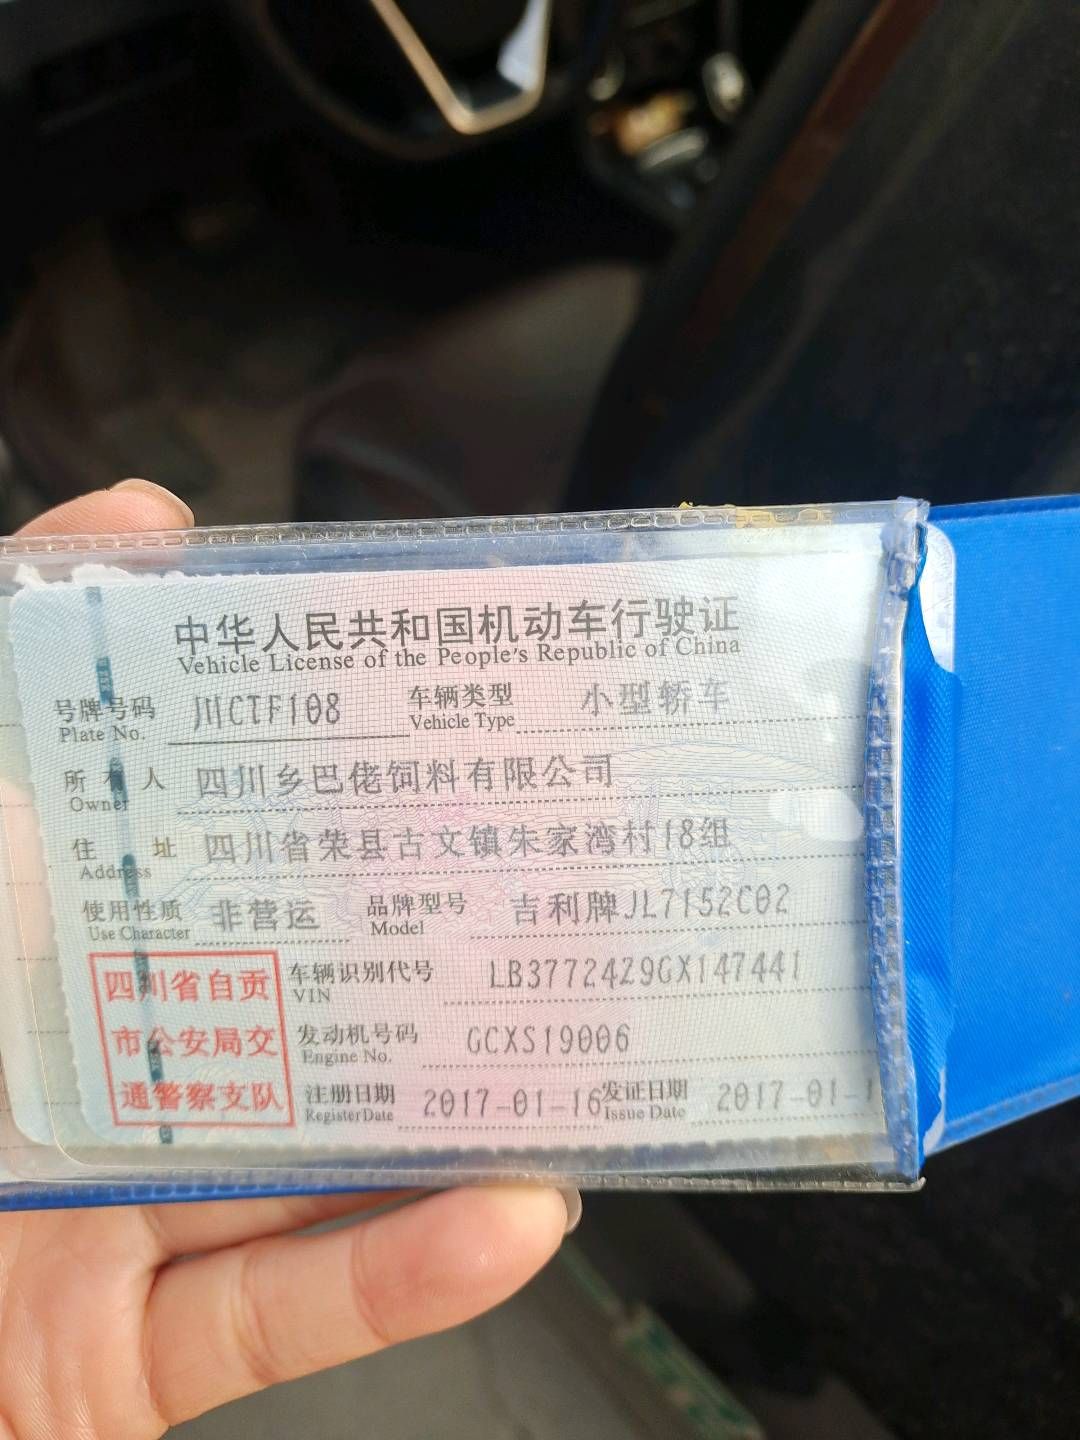 中华人民共和国机动车行驶证
Vehicle License of the People's Republic of China
号牌号码 川CTF108 车辆类型 小型轿车
Plate No. Vehicle Type
所有人 四川乡巴佬饲料有限公司
Owner
住址 四川省荣县古文镇朱家湾村18组
Address
使用性质 非营运 品牌型号 吉利牌JL7152C02
Use Character Model
车辆识别代号 LB37724Z9GX147441
VIN
发动机号码 GCXS19006
Engine No.
注册日期 2017-01-16 发证日期 2017-01-1
Register Date Issue Date
四川省自贡
市公安局交
通警察支队